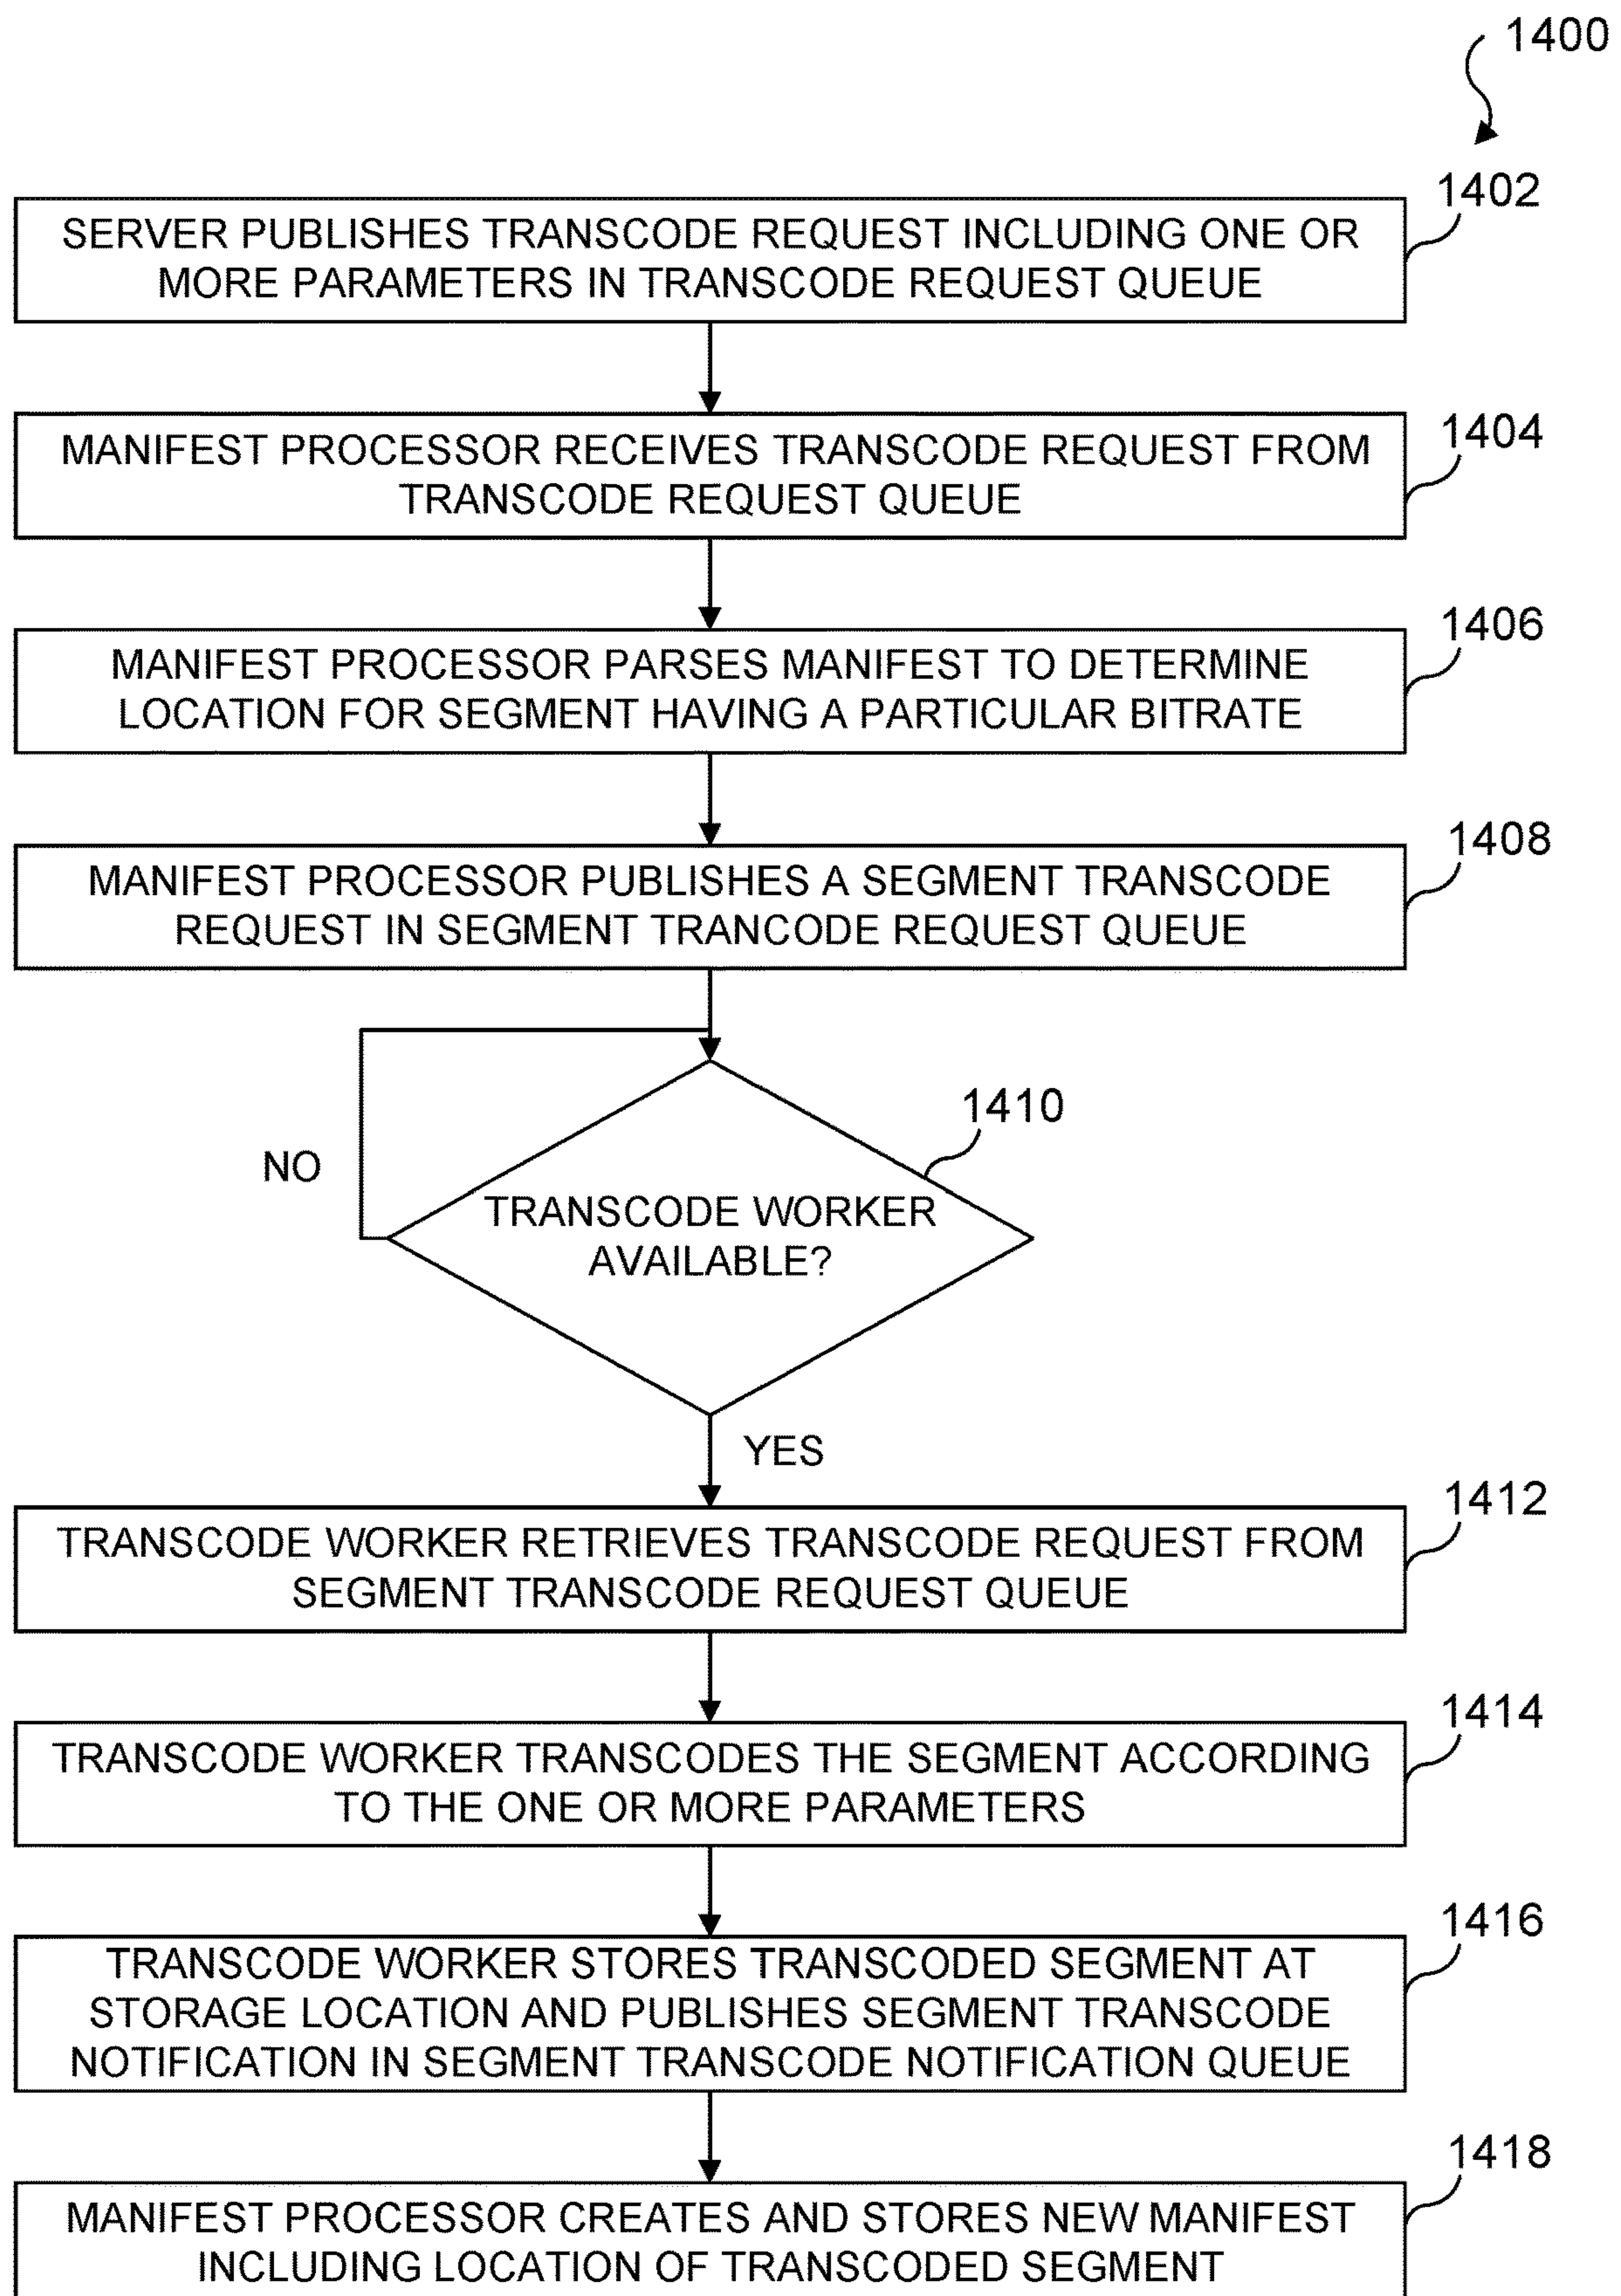 1400
1402
SERVER PUBLISHES TRANSCODE REQUEST INCLUDING ONE OR
MORE PARAMETERS IN TRANSCODE REQUEST QUEUE
1404
MANIFEST PROCESSOR RECEIVES TRANSCODE REQUEST FROM
TRANSCODE REQUEST QUEUE
1406
MANIFEST PROCESSOR PARSES MANIFEST TO DETERMINE
LOCATION FOR SEGMENT HAVING A PARTICULAR BITRATE
1408
MANIFEST PROCESSOR PUBLISHES A SEGMENT TRANSCODE
REQUEST IN SEGMENT TRANCODE REQUEST QUEUE
1410
NO
TRANSCODE WORKER
AVAILABLE?
YES
1412
TRANSCODE WORKER RETRIEVES TRANSCODE REQUEST FROM
SEGMENT TRANSCODE REQUEST QUEUE
1414
TRANSCODE WORKER TRANSCODES THE SEGMENT ACCORDING
TO THE ONE OR MORE PARAMETERS
1416
TRANSCODE WORKER STORES TRANSCODED SEGMENT AT
STORAGE LOCATION AND PUBLISHES SEGMENT TRANSCODE
NOTIFICATION IN SEGMENT TRANSCODE NOTIFICATION QUEUE
1418
MANIFEST PROCESSOR CREATES AND STORES NEW MANIFEST
INCLUDING LOCATION OF TRANSCODED SEGMENT